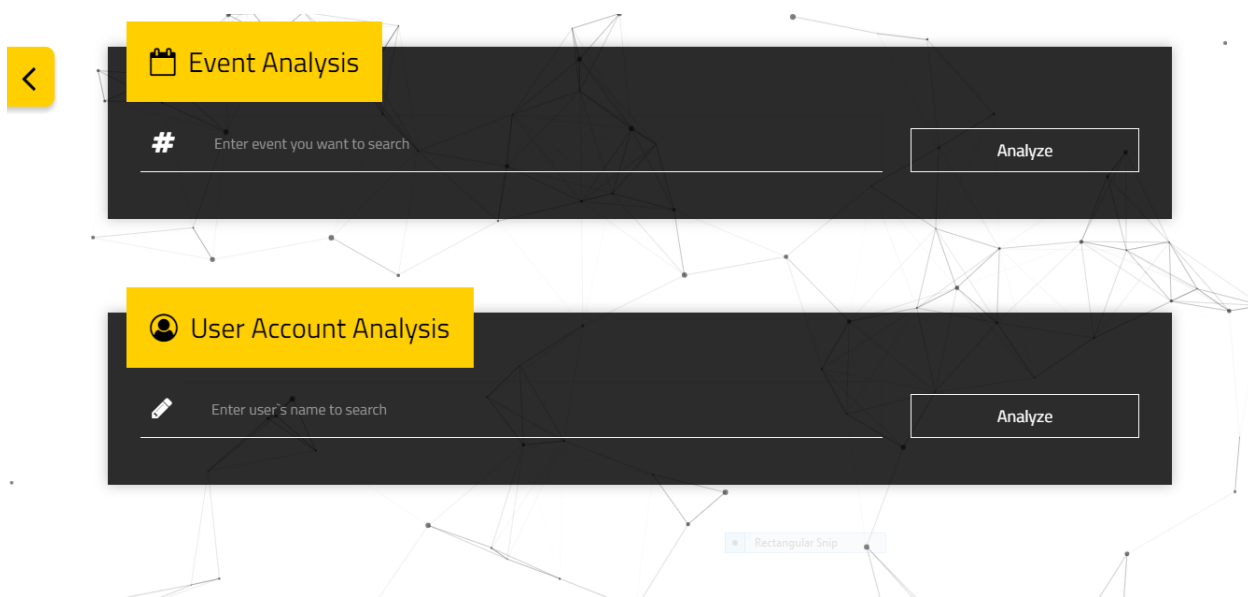 Event Analysis
# Enter event you want to search
Analyze
User Account Analysis
Enter user`s name to search
Analyze
Rectangular Snip